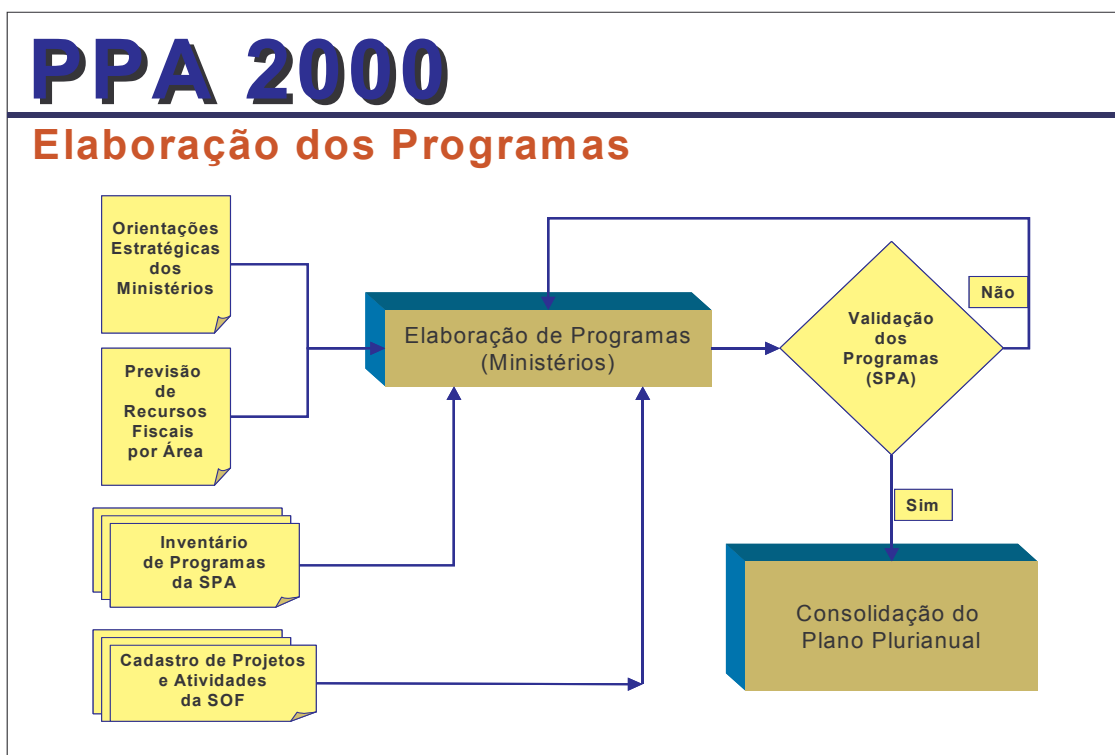 PPA 2000
Elaboração dos Programas
Orientações
Estratégicas
dos
Ministérios
Previsão
de
Recursos
Fiscais
por Área
Inventário
de Programas
da SPA
Cadastro de Projetos
e Atividades
da SOF
Elaboração de Programas
(Ministérios)
Validação
dos
Programas
(SPA)
Não
Sim
Consolidação do
Plano Plurianual